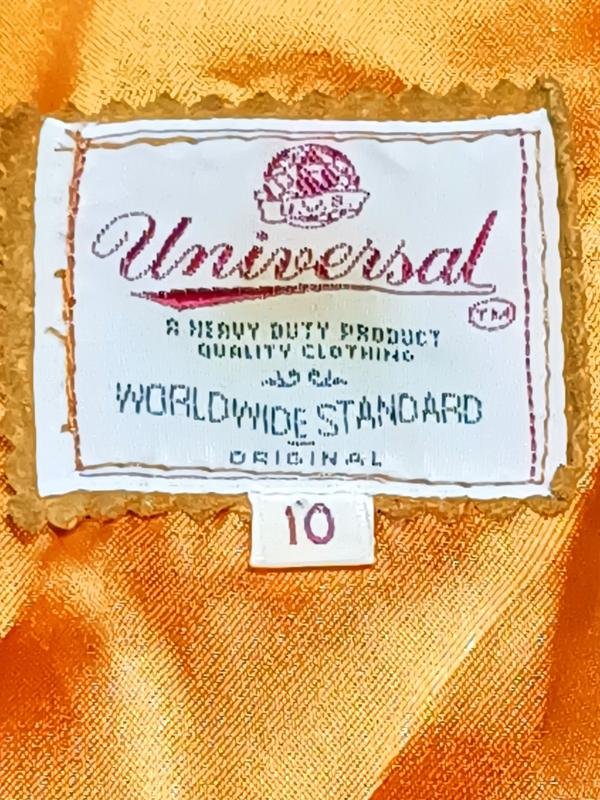 Universal
TM
A HEAVY DUTY PRODUCT
QUALITY CLOTHING
WORLDWIDE STANDARD
ORIGINAL
10